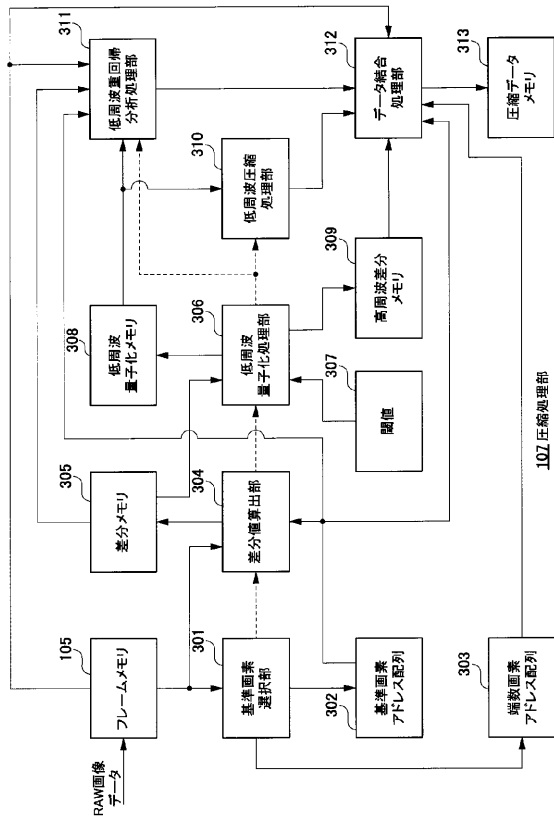 RAW画像
データ
105
フレームメモリ
301
基準画素
選択部
302
基準画素
アドレス配列
303
端数画素
アドレス配列
305
差分メモリ
304
差分値算出部
308
低周波
量子化メモリ
306
低周波
量子化処理部
307
閾値
311
低周波重回帰
分析処理部
310
低周波圧縮
処理部
309
高周波差分
メモリ
312
データ結合
処理部
313
圧縮データ
メモリ
107 圧縮処理部